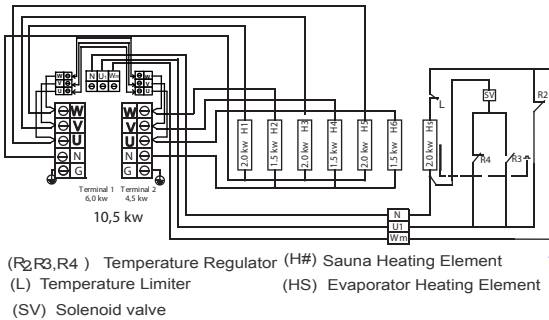 W
V
U
N U1 Wm
W
V
U
W
V
U
N
G
W
V
U
N
G
Terminal 1
6,0 kw
Terminal 2
4,5 kw
10,5 kw
2.0 kw H1
1.5 kw H2
2.0 kw H3
1.5 kw H4
2.0 kw H5
1.5 kw H6
2.0 kw Hs
L
SV
R4
R3
R2
N
U1
Wm
(R2R3,R4 ) Temperature Regulator
(H#) Sauna Heating Element
(L) Temperature Limiter
(HS) Evaporator Heating Element
(SV) Solenoid valve